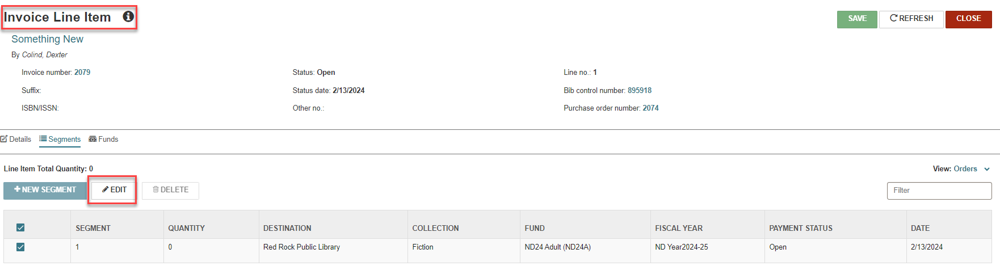 Invoice Line Item
SAVE REFRESH CLOSE
Something New
By Colind, Dexter
Invoice number: 2079 Status: Open Line no.: 1
Suffix: Status date: 2/13/2024 Bib control number: 895918
ISBN/ISSN: Other no.: Purchase order number: 2074
Details Segments Funds
Line Item Total Quantity: 0 View: Orders
+ NEW SEGMENT EDIT DELETE Filter
SEGMENT QUANTITY DESTINATION COLLECTION FUND FISCAL YEAR PAYMENT STATUS DATE
1 0 Red Rock Public Library Fiction ND24 Adult (ND24A) ND Year2024-25 Open 2/13/2024